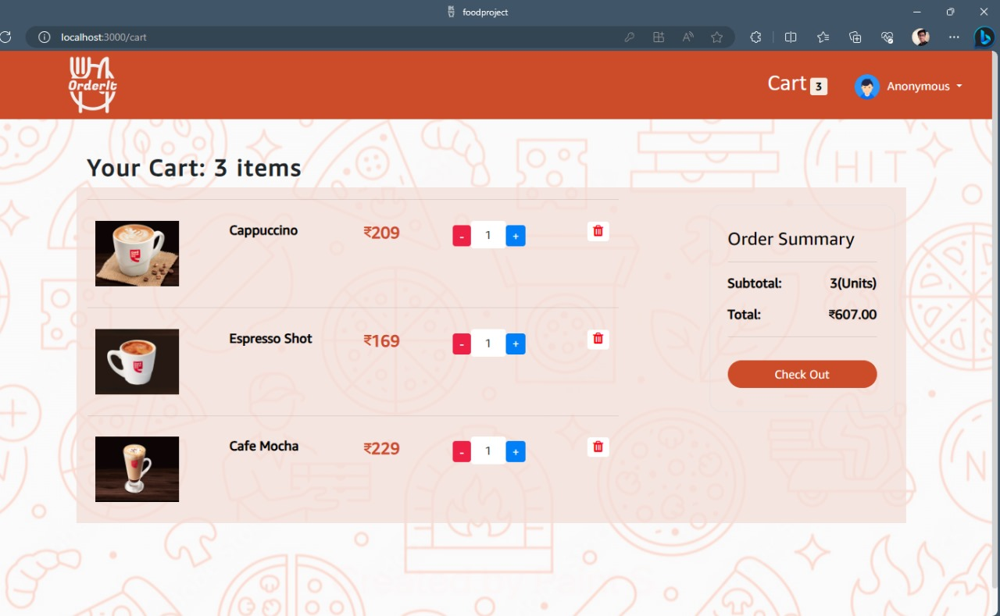 foodproject
localhost:3000/cart
OrderIt
Cart 3
Anonymous
HIT
Your Cart: 3 items
Cappuccino ₹209 - 1 +
Order Summary
Subtotal: 3(Units)
Total: ₹607.00
Espresso Shot ₹169 - 1 +
Check Out
Cafe Mocha ₹229 - 1 +
N